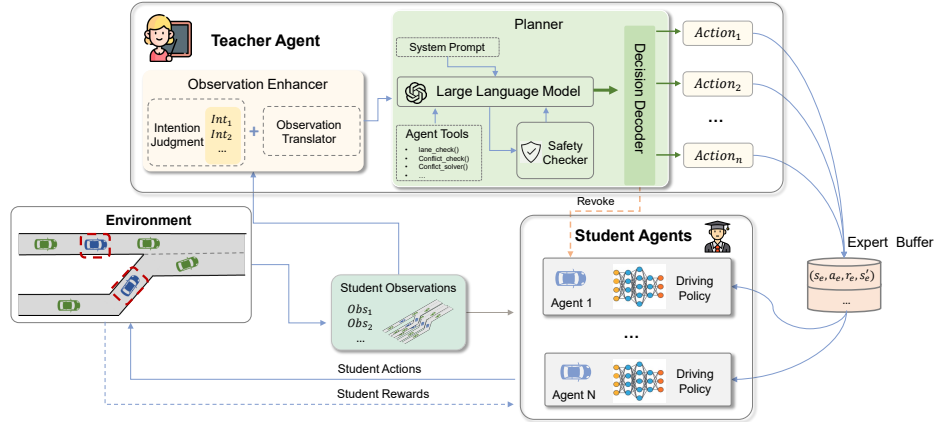 Teacher Agent
Observation Enhancer
Intention
Judgment
Int₁
Int₂
...
+
Observation
Translator
Planner
System Prompt
Large Language Model
Agent Tools
• lane_check()
• Conflict_check()
• Confict_solver()
• ...
Safety
Checker
Decision Decoder
Action₁
Action₂
...
Actionₙ
Revoke
Environment
Student Observations
Obs₁
Obs₂
...
Student Agents
Agent 1
Driving
Policy
...
Agent N
Driving
Policy
Expert Buffer
(sₑ, aₑ, rₑ, s′ₑ)
...
Student Actions
Student Rewards